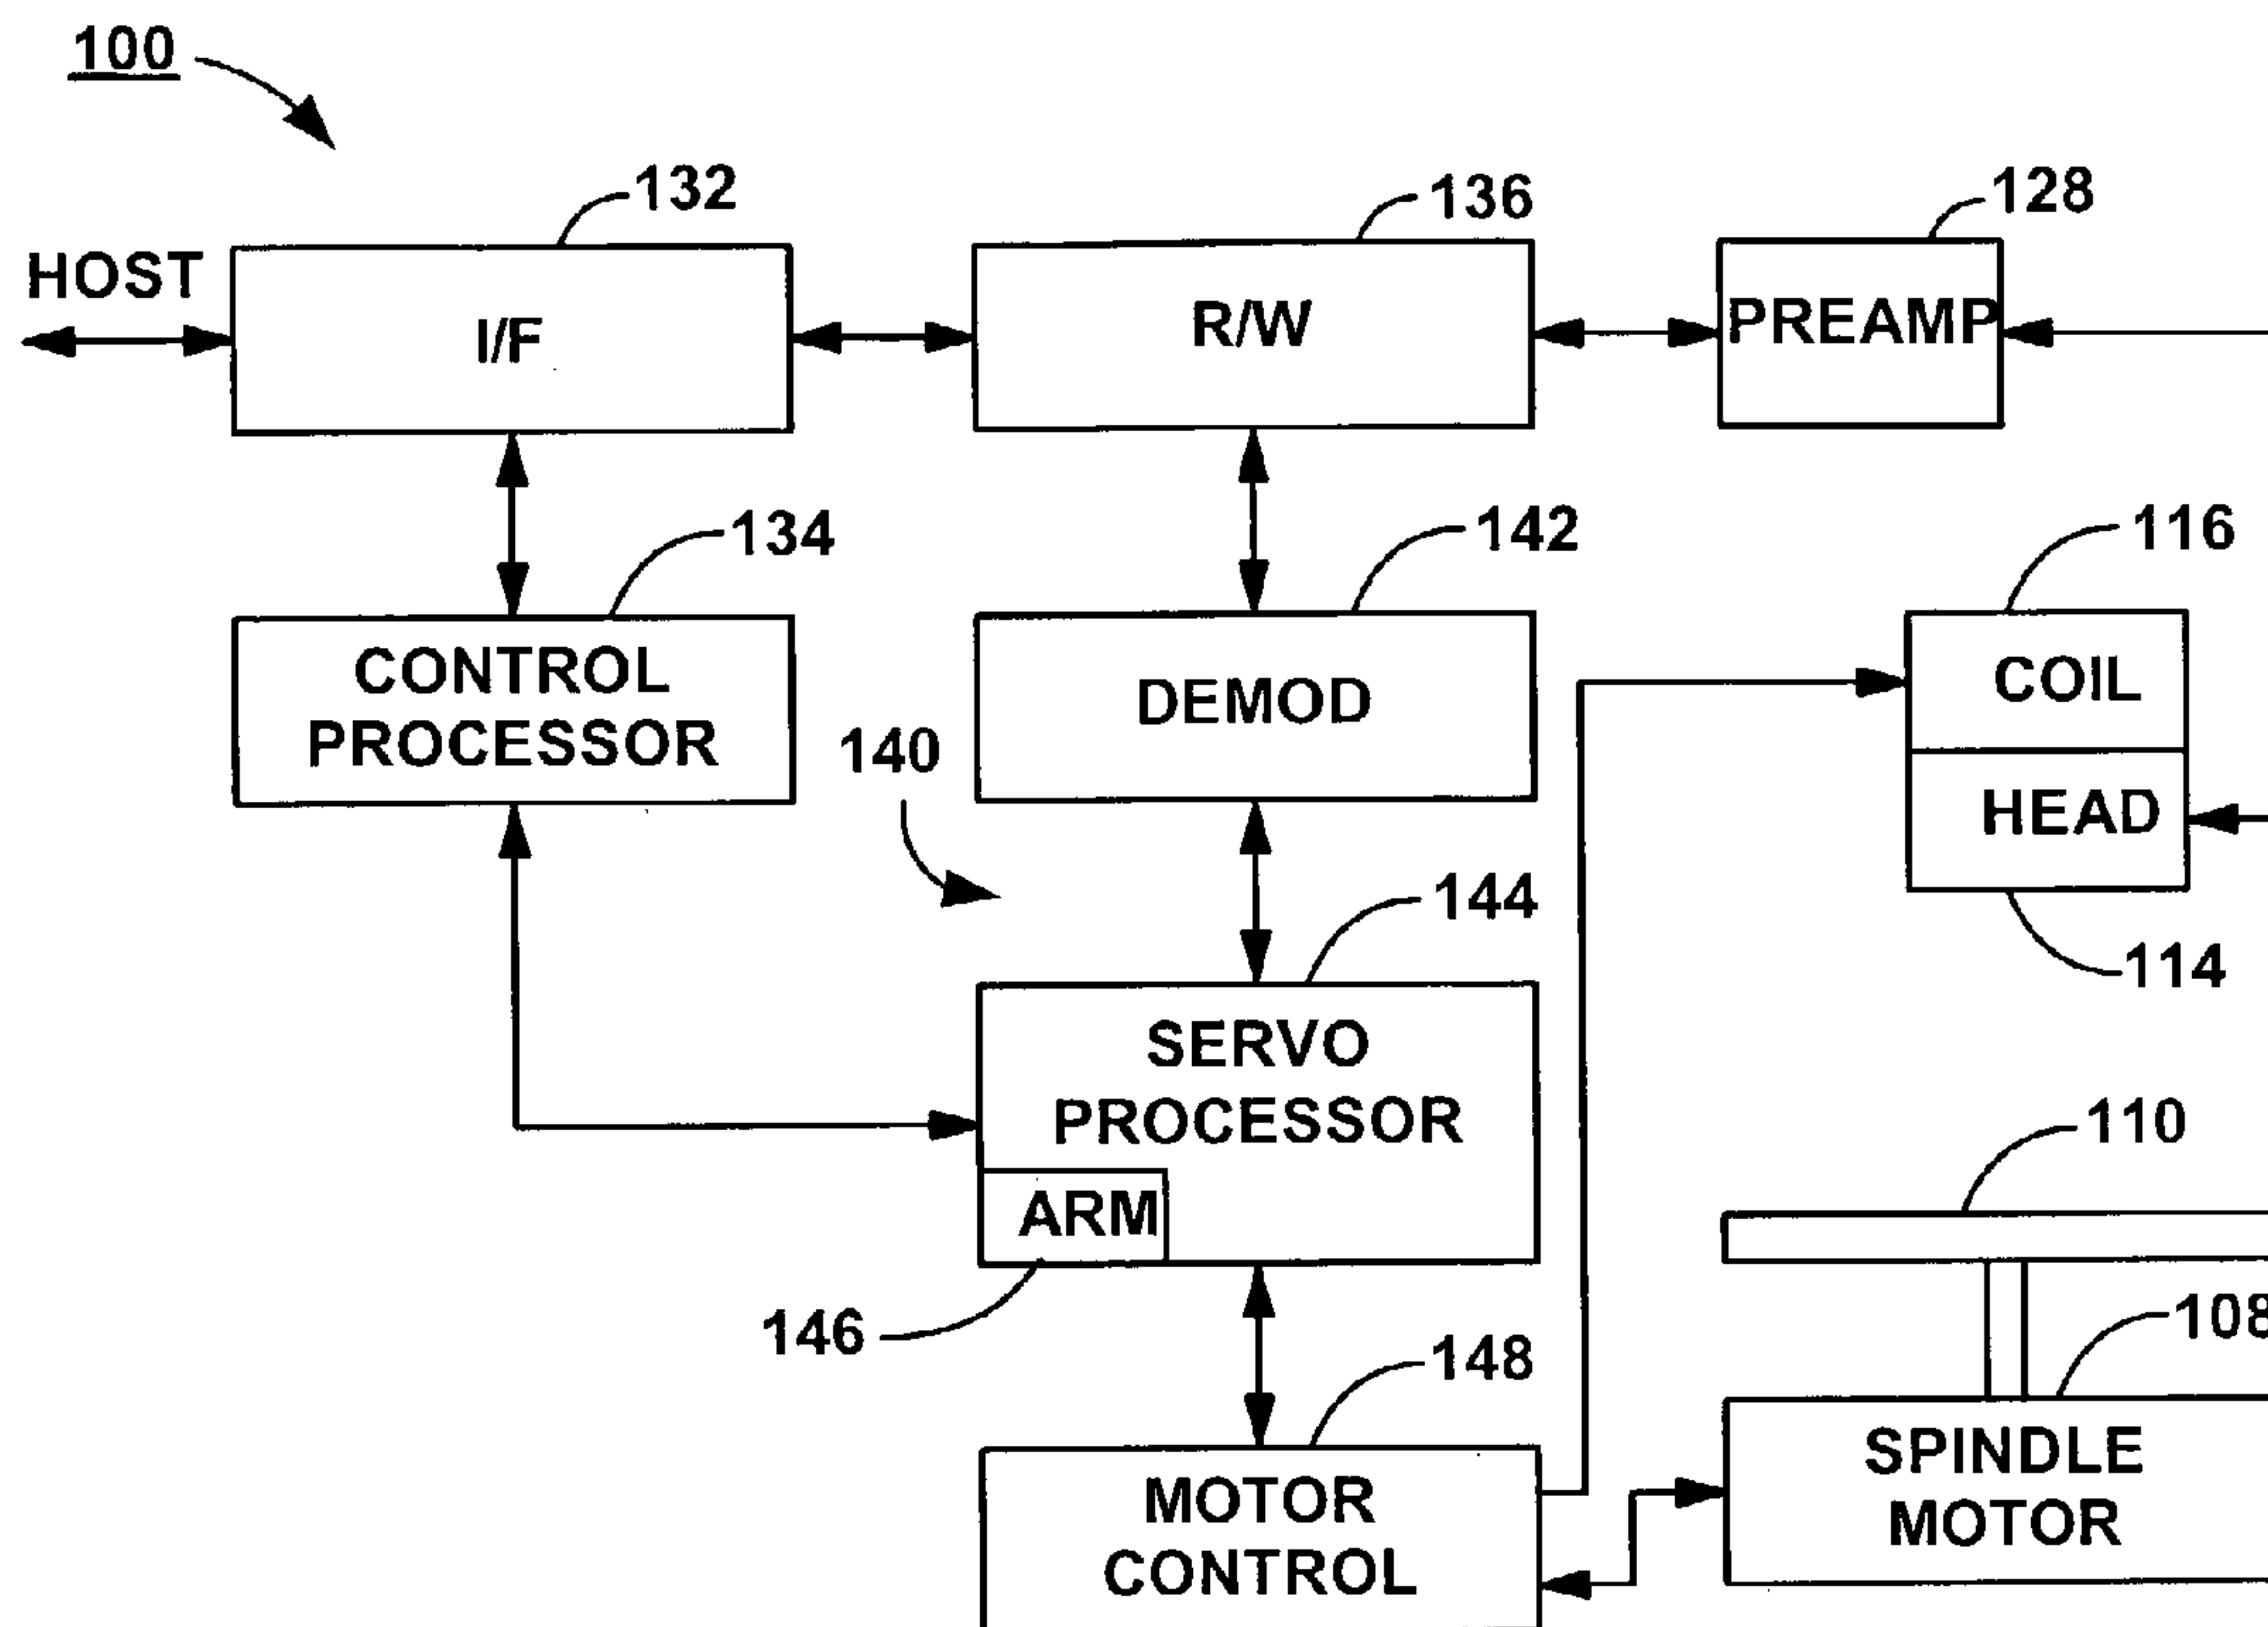 100
132
136
128
HOST
I/F
R/W
PREAMP
134
142
116
CONTROL
PROCESSOR
140
DEMOD
COIL
HEAD
144
114
SERVO
PROCESSOR
ARM
110
146
148
108
MOTOR
CONTROL
SPINDLE
MOTOR